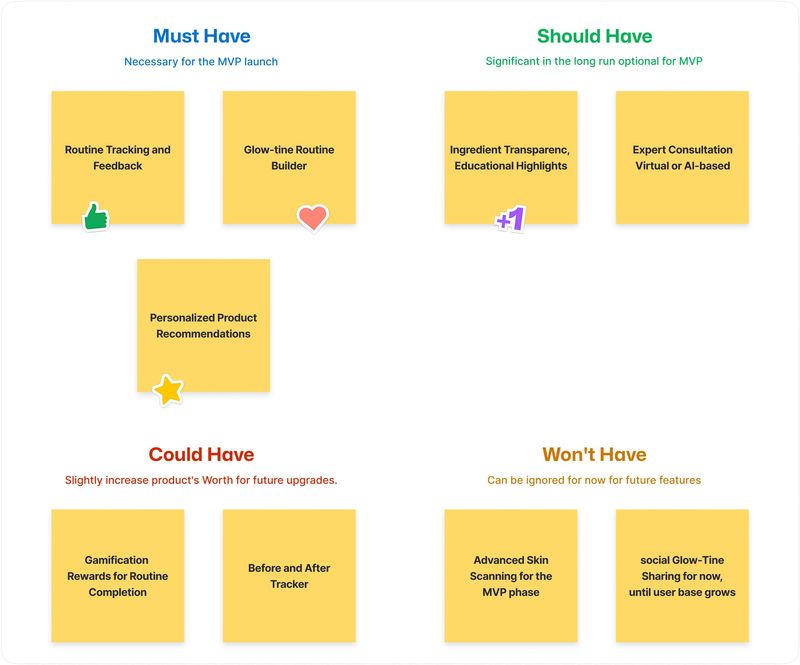 Must Have
Necessary for the MVP launch
Routine Tracking and
Feedback
Glow-tine Routine
Builder
Personalized Product
Recommendations
Should Have
Significant in the long run optional for MVP
Ingredient Transparenc,
Educational Highlights
+1
Expert Consultation
Virtual or AI-based
Could Have
Slightly increase product's Worth for future upgrades.
Gamification
Rewards for Routine
Completion
Before and After
Tracker
Won't Have
Can be ignored for now for future features
Advanced Skin
Scanning for the
MVP phase
social Glow-Tine
Sharing for now,
until user base grows